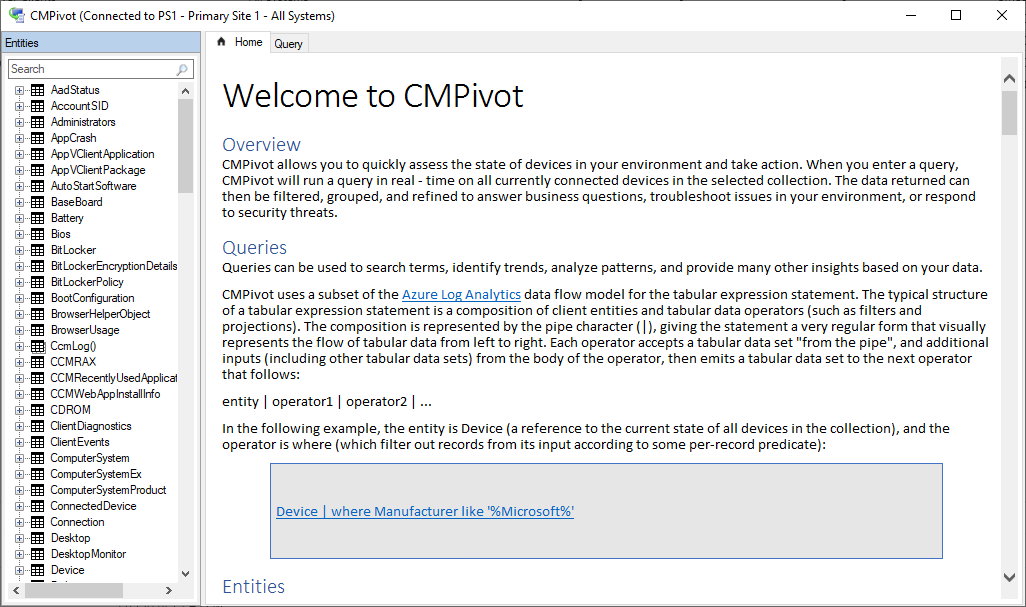 CMPivot (Connected to PS1 - Primary Site 1 - All Systems)
Entities
Search
AadStatus
AccountSID
Administrators
AppCrash
AppVClientApplication
AppVClientPackage
AutoStartSoftware
BaseBoard
Battery
Bios
BitLocker
BitLockerEncryptionDetails
BitLockerPolicy
BootConfiguration
BrowserHelperObject
BrowserUsage
CcmLog()
CCMRAX
CCMRecentlyUsedApplicat
CCMWebAppInstallInfo
CDROM
ClientDiagnostics
ClientEvents
ComputerSystem
ComputerSystemEx
ComputerSystemProduct
ConnectedDevice
Connection
Desktop
DesktopMonitor
Device
Home
Query
Welcome to CMPivot
Overview
CMPivot allows you to quickly assess the state of devices in your environment and take action. When you enter a query,
CMPivot will run a query in real - time on all currently connected devices in the selected collection. The data returned can
then be filtered, grouped, and refined to answer business questions, troubleshoot issues in your environment, or respond
to security threats.
Queries
Queries can be used to search terms, identify trends, analyze patterns, and provide many other insights based on your data.
CMPivot uses a subset of the Azure Log Analytics data flow model for the tabular expression statement. The typical structure
of a tabular expression statement is a composition of client entities and tabular data operators (such as filters and
projections). The composition is represented by the pipe character (|), giving the statement a very regular form that visually
represents the flow of tabular data from left to right. Each operator accepts a tabular data set "from the pipe", and additional
inputs (including other tabular data sets) from the body of the operator, then emits a tabular data set to the next operator
that follows:
entity | operator1 | operator2 | ...
In the following example, the entity is Device (a reference to the current state of all devices in the collection), and the
operator is where (which filter out records from its input according to some per-record predicate):
Device | where Manufacturer like '%Microsoft%'
Entities